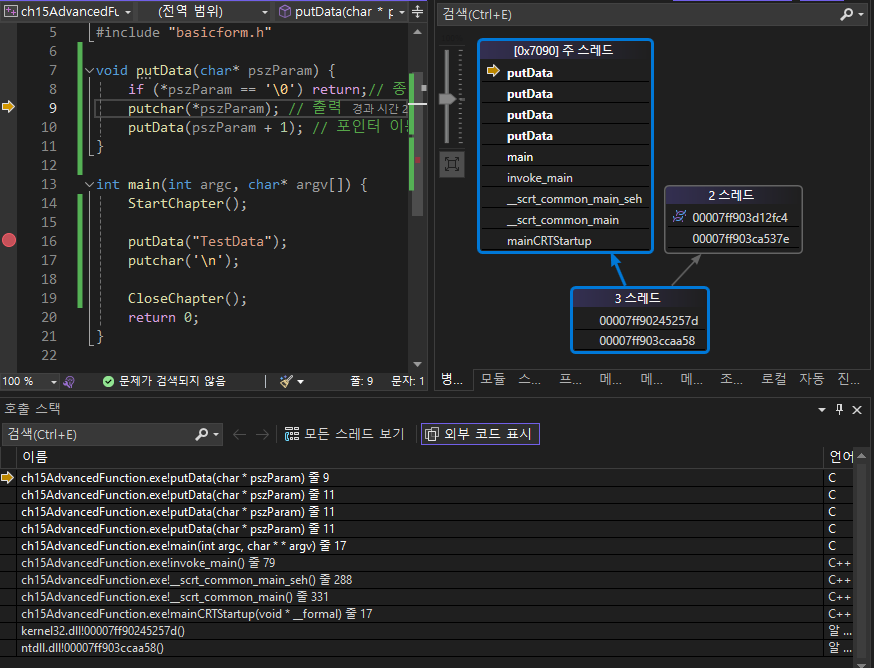 ch15AdvancedFu
(전역 범위)
putData(char * p
5 #include "basicform.h"
6
7 void putData(char* pszParam) {
8 if (*pszParam == '\0') return;// 종
9 putchar(*pszParam); // 출력 경과 시간 2
10 putData(pszParam + 1); // 포인터 이동
11 }
12
13 int main(int argc, char* argv[]) {
14 StartChapter();
15
16 putData("TestData");
17 putchar('\n');
18
19 CloseChapter();
20 return 0;
21 }
22
100 %
문제가 검색되지 않음
줄: 9
문자: 1
검색(Ctrl+E)
[0x7090] 주 스레드
putData
putData
putData
putData
main
invoke_main
__scrt_common_main_seh
__scrt_common_main
mainCRTStartup
2 스레드
00007ff903d12fc4
00007ff903ca537e
3 스레드
00007ff90245257d
00007ff903ccaa58
병... 모듈 스... 프... 메... 메... 메... 조... 로컬 자동 진...
호출 스택
검색(Ctrl+E)
모든 스레드 보기
외부 코드 표시
이름 언어
ch15AdvancedFunction.exe!putData(char * pszParam) 줄 9 C
ch15AdvancedFunction.exe!putData(char * pszParam) 줄 11 C
ch15AdvancedFunction.exe!putData(char * pszParam) 줄 11 C
ch15AdvancedFunction.exe!putData(char * pszParam) 줄 11 C
ch15AdvancedFunction.exe!main(int argc, char * * argv) 줄 17 C
ch15AdvancedFunction.exe!invoke_main() 줄 79 C++
ch15AdvancedFunction.exe!__scrt_common_main_seh() 줄 288 C++
ch15AdvancedFunction.exe!__scrt_common_main() 줄 331 C++
ch15AdvancedFunction.exe!mainCRTStartup(void * __formal) 줄 17 C++
kernel32.dll!00007ff90245257d() 알 ...
ntdll.dll!00007ff903ccaa58() 알 ...